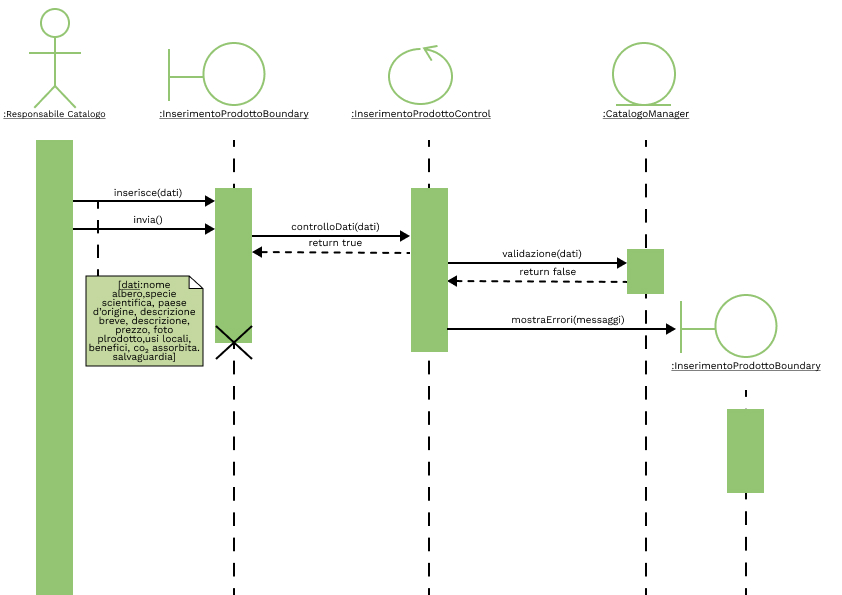 :Responsabile Catalogo
:InserimentoProdottoBoundary
:InserimentoProdottoControl
:CatalogoManager
inserisce(dati)
invia()
controlloDati(dati)
return true
validazione(dati)
return false
[dati:nome
albero,specie
scientifica, paese
d'origine, descrizione
breve, descrizione,
prezzo, foto
plrodotto,usi locali,
benefici, co₂ assorbita.
salvaguardia]
mostraErrori(messaggi)
:InserimentoProdottoBoundary